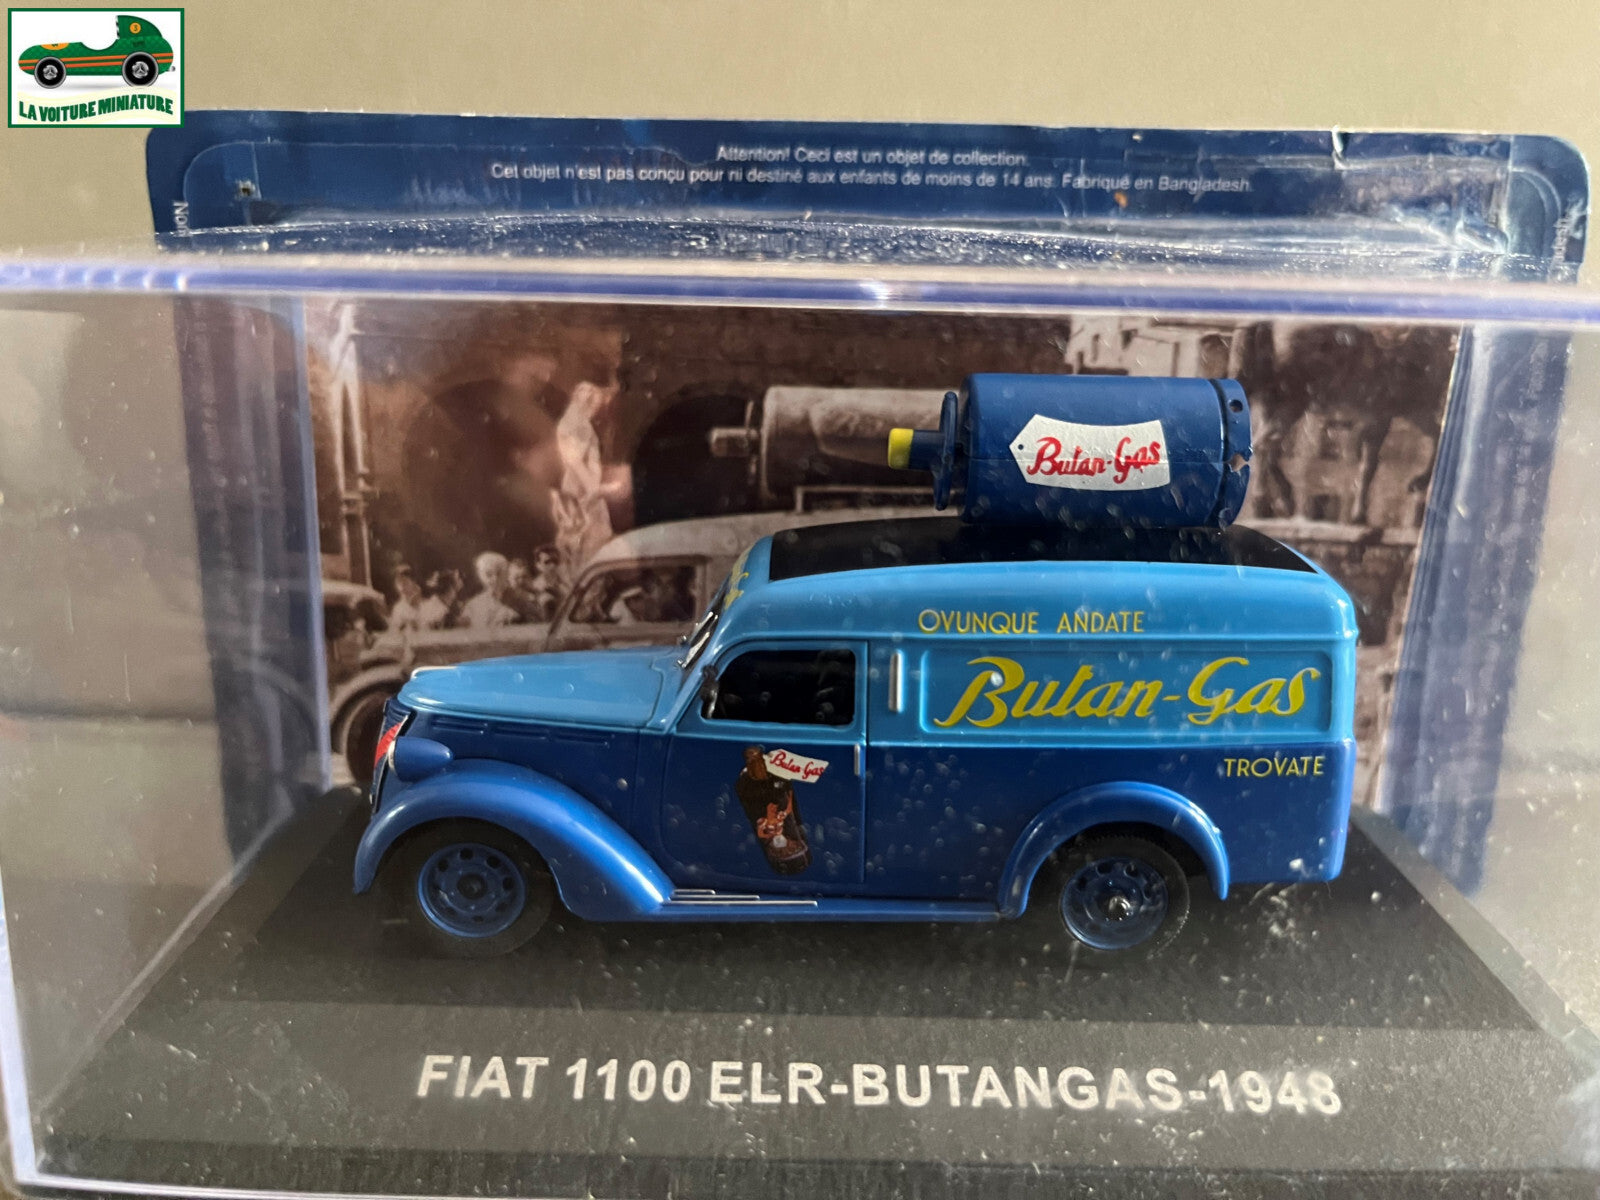 LA VOITURE MINIATURE
Attention! Ceci est un objet de collection.
Cet objet n'est pas conçu pour ni destiné aux enfants de moins de 14 ans. Fabriqué en Bangladesh.
Butan-Gas
OVUNQUE ANDATE
Butan-Gas
TROVATE
Butan Gas
FIAT 1100 ELR-BUTANGAS-1948